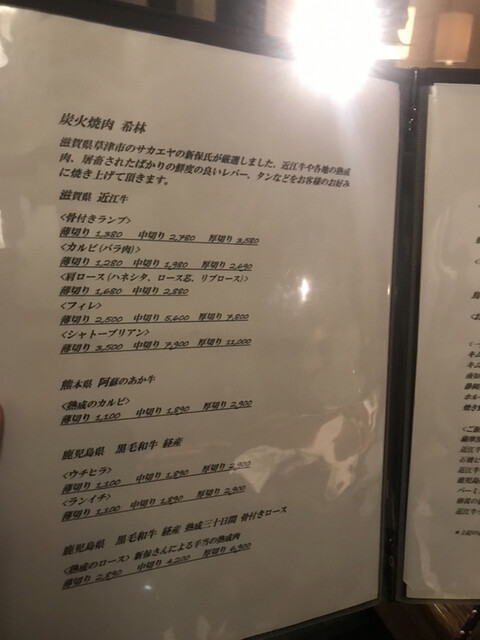 炭火焼肉 希林
滋賀県草津市のサカエヤの新保氏が厳選しました、近江牛や各地の熟成
肉、屠畜されたばかりの鮮度の良いレバー、タンなどをお客様のお好み
に焼き上げて頂きます。
滋賀県 近江牛
<骨付きランプ>
薄切り 1,380 中切り 2,780 厚切り 3,580
<カルビ(バラ肉)>
薄切り 1,280 中切り 1,980 厚切り 2,690
<肩ロース(ハネシタ、ロース芯、リブロース)>
薄切り 1,680 中切り 2,880
<フィレ>
薄切り 2,500 中切り 5,600 厚切り 7,800
<シャトーブリアン>
薄切り 3,500 中切り 7,900 厚切り 11,000
熊本県 阿蘇のあか牛
<熟成のカルビ>
薄切り 1,100 中切り 1,890 厚切り 2,900
鹿児島県 黒毛和牛 経産
<ウチヒラ>
薄切り 1,100 中切り 1,890 厚切り 2,900
<ランイチ>
薄切り 1,100 中切り 1,890 厚切り 2,900
鹿児島県 黒毛和牛 経産 熟成三十日間 骨付きロース
<熟成のロース> 新保さんによる手当の熟成肉
薄切り 2,890 中切り 4,200 厚切り 6,900